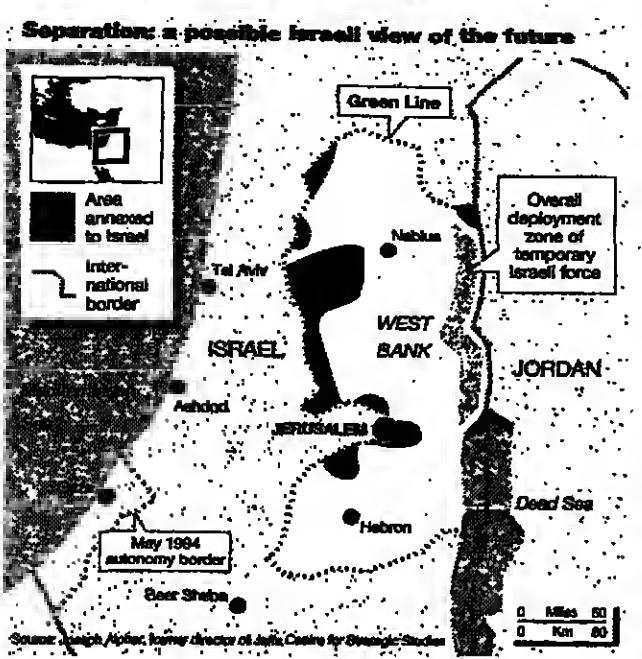 Separation: a possible Israeli view of the future
Green Line
Area
annexed
to Israel
Inter-
national
border
Overall
deployment
zone of
temporary
Israeli force
Nablus
Tel Aviv
WEST
BANK
ISRAEL
JORDAN
Ashdod
JERUSALEM
Dead Sea
Hebron
May 1994
autonomy border
Beer Sheba
0 Miles 50
0 Km 80
Source: Joseph Alpher, former director of Jaffa Centre for Strategic Studies